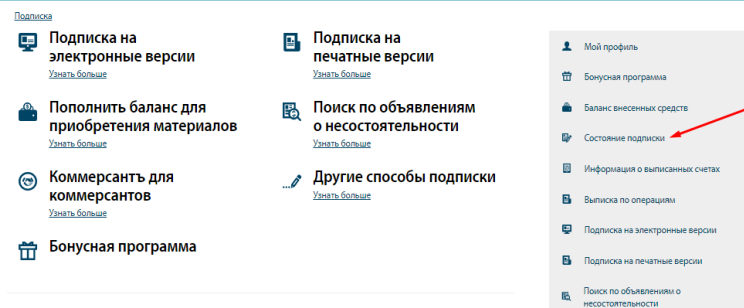 Подписка
Подписка на
электронные версии
Узнать больше
Подписка на
печатные версии
Узнать больше
Пополнить баланс для
приобретения материалов
Узнать больше
Поиск по объявлениям
о несостоятельности
Узнать больше
Коммерсантъ для
коммерсантов
Узнать больше
Другие способы подписки
Узнать больше
Бонусная программа
Мой профиль
Бонусная программа
Баланс внесенных средств
Состояние подписки
Информация о выписанных счетах
Выписка по операциям
Подписка на электронные версии
Подписка на печатные версии
Поиск по объявлениям о
несостоятельности